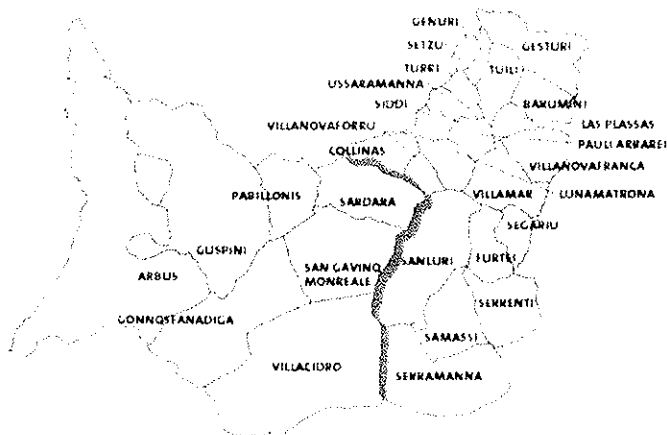 GENURI
SETZU
GESTURI
TURRI
TUILI
USSARAMANNA
SIDDI
BARUMINI
LAS PLASSAS
VILLANOVAFORRU
PAULI ARBAREI
COLLINAS
VILLANOVAFRANCA
PABILLONIS
SARDARA
VILLAMAR
LUNAMATRONA
SEGARIU
GUSPINI
SANLURI
FURTEI
ARBUS
SAN GAVINO
MONREALE
SERRENTI
GONNOSFANADIGA
SAMASSI
VILLACIDRO
SERRAMANNA